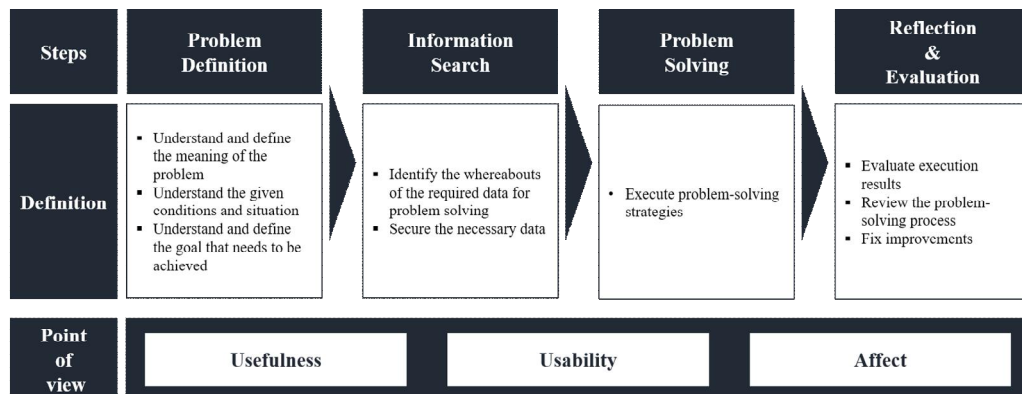 Steps
Problem
Definition
Information
Search
Problem
Solving
Reflection
&
Evaluation
Definition
▪ Understand and define
the meaning of the
problem
▪ Understand the given
conditions and situation
▪ Understand and define
the goal that needs to be
achieved
▪ Identify the whereabouts
of the required data for
problem solving
▪ Secure the necessary data
• Execute problem-solving
strategies
▪ Evaluate execution
results
▪ Review the problem-
solving process
▪ Fix improvements
Point
of
view
Usefulness
Usability
Affect